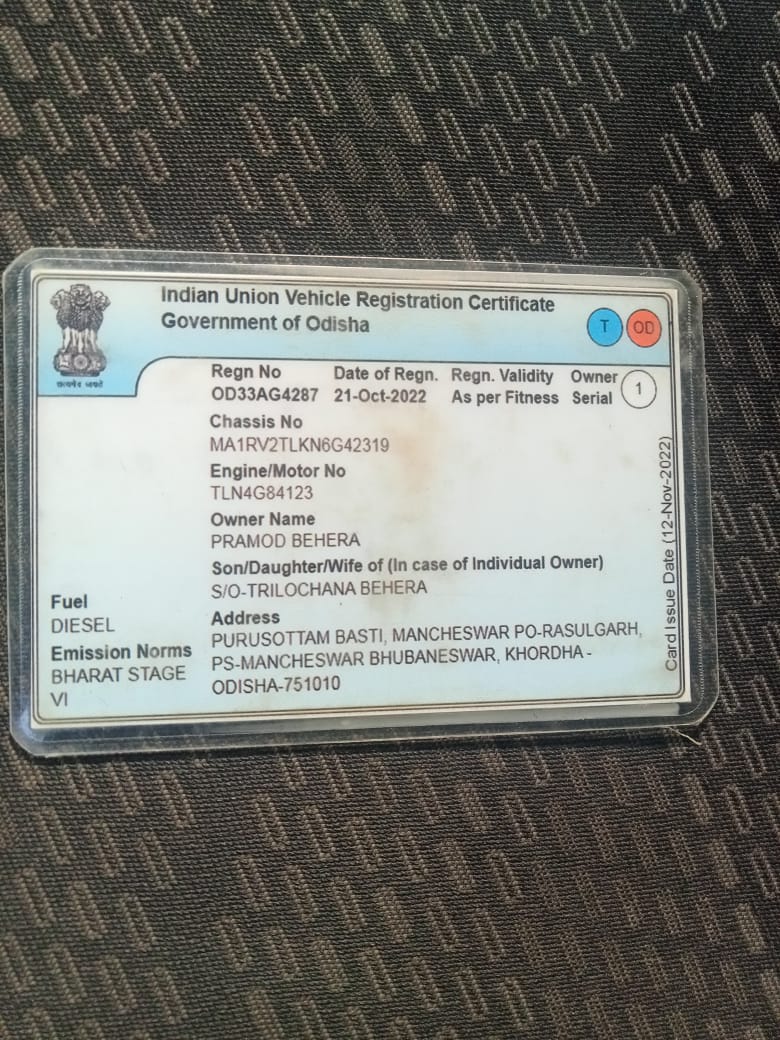 Indian Union Vehicle Registration Certificate
Government of Odisha
T OD
सत्यमेव जयते
Regn No Date of Regn. Regn. Validity Owner Serial 1
OD33AG4287 21-Oct-2022 As per Fitness
Chassis No
MA1RV2TLKN6G42319
Engine/Motor No
TLN4G84123
Owner Name
PRAMOD BEHERA
Son/Daughter/Wife of (In case of Individual Owner)
S/O-TRILOCHANA BEHERA
Fuel
DIESEL
Emission Norms
BHARAT STAGE
VI
Address
PURUSOTTAM BASTI, MANCHESWAR PO-RASULGARH,
PS-MANCHESWAR BHUBANESWAR, KHORDHA -
ODISHA-751010
Card Issue Date (12-Nov-2022)